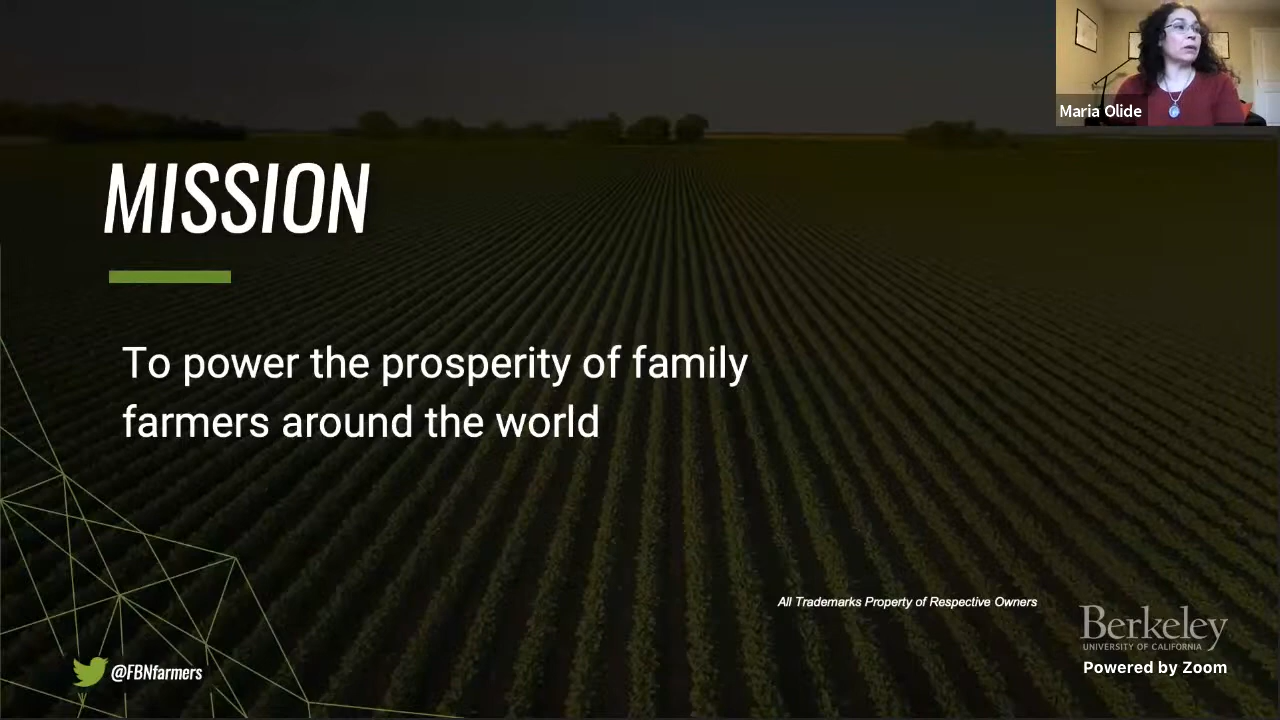 Maria Olide
MISSION
To power the prosperity of family
farmers around the world
All Trademarks Property of Respective Owners
Berkeley
UNIVERSITY OF CALIFORNIA
Powered by Zoom
@FBNfarmers